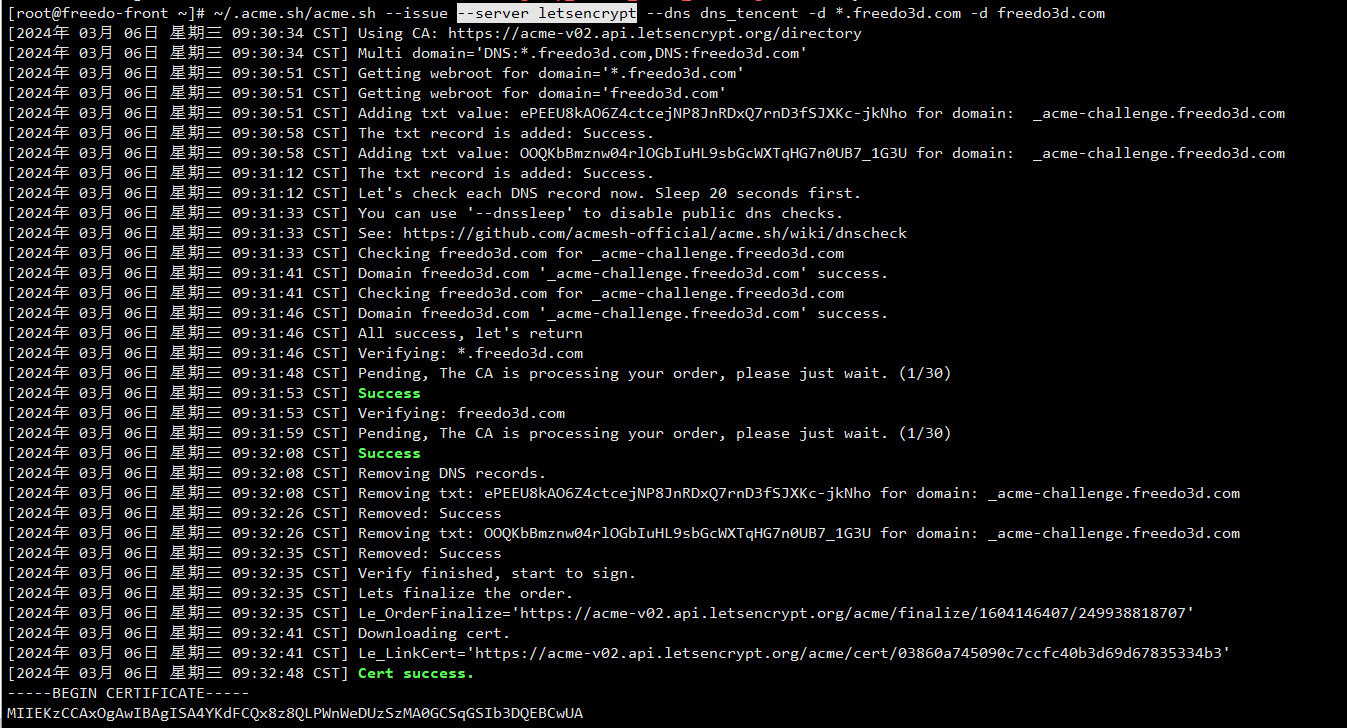 [root@freedo-front ~]# ~/.acme.sh/acme.sh --issue --server letsencrypt --dns dns_tencent -d *.freedo3d.com -d freedo3d.com
[2024年 03月 06日 星期三 09:30:34 CST] Using CA: https://acme-v02.api.letsencrypt.org/directory
[2024年 03月 06日 星期三 09:30:34 CST] Multi domain='DNS:*.freedo3d.com,DNS:freedo3d.com'
[2024年 03月 06日 星期三 09:30:51 CST] Getting webroot for domain='*.freedo3d.com'
[2024年 03月 06日 星期三 09:30:51 CST] Getting webroot for domain='freedo3d.com'
[2024年 03月 06日 星期三 09:30:51 CST] Adding txt value: ePEEU8kAO6Z4ctcejNP8JnRDxQ7rnD3fSJXKc-jkNho for domain:  _acme-challenge.freedo3d.com
[2024年 03月 06日 星期三 09:30:58 CST] The txt record is added: Success.
[2024年 03月 06日 星期三 09:30:58 CST] Adding txt value: OOQKbBmznw04rlOGbIuHL9sbGcWXTqHG7n0UB7_1G3U for domain:  _acme-challenge.freedo3d.com
[2024年 03月 06日 星期三 09:31:12 CST] The txt record is added: Success.
[2024年 03月 06日 星期三 09:31:12 CST] Let's check each DNS record now. Sleep 20 seconds first.
[2024年 03月 06日 星期三 09:31:33 CST] You can use '--dnssleep' to disable public dns checks.
[2024年 03月 06日 星期三 09:31:33 CST] See: https://github.com/acmesh-official/acme.sh/wiki/dnscheck
[2024年 03月 06日 星期三 09:31:33 CST] Checking freedo3d.com for _acme-challenge.freedo3d.com
[2024年 03月 06日 星期三 09:31:41 CST] Domain freedo3d.com '_acme-challenge.freedo3d.com' success.
[2024年 03月 06日 星期三 09:31:41 CST] Checking freedo3d.com for _acme-challenge.freedo3d.com
[2024年 03月 06日 星期三 09:31:46 CST] Domain freedo3d.com '_acme-challenge.freedo3d.com' success.
[2024年 03月 06日 星期三 09:31:46 CST] All success, let's return
[2024年 03月 06日 星期三 09:31:46 CST] Verifying: *.freedo3d.com
[2024年 03月 06日 星期三 09:31:48 CST] Pending, The CA is processing your order, please just wait. (1/30)
[2024年 03月 06日 星期三 09:31:53 CST] Success
[2024年 03月 06日 星期三 09:31:53 CST] Verifying: freedo3d.com
[2024年 03月 06日 星期三 09:31:59 CST] Pending, The CA is processing your order, please just wait. (1/30)
[2024年 03月 06日 星期三 09:32:08 CST] Success
[2024年 03月 06日 星期三 09:32:08 CST] Removing DNS records.
[2024年 03月 06日 星期三 09:32:08 CST] Removing txt: ePEEU8kAO6Z4ctcejNP8JnRDxQ7rnD3fSJXKc-jkNho for domain: _acme-challenge.freedo3d.com
[2024年 03月 06日 星期三 09:32:26 CST] Removed: Success
[2024年 03月 06日 星期三 09:32:26 CST] Removing txt: OOQKbBmznw04rlOGbIuHL9sbGcWXTqHG7n0UB7_1G3U for domain: _acme-challenge.freedo3d.com
[2024年 03月 06日 星期三 09:32:35 CST] Removed: Success
[2024年 03月 06日 星期三 09:32:35 CST] Verify finished, start to sign.
[2024年 03月 06日 星期三 09:32:35 CST] Lets finalize the order.
[2024年 03月 06日 星期三 09:32:35 CST] Le_OrderFinalize='https://acme-v02.api.letsencrypt.org/acme/finalize/1604146407/249938818707'
[2024年 03月 06日 星期三 09:32:41 CST] Downloading cert.
[2024年 03月 06日 星期三 09:32:41 CST] Le_LinkCert='https://acme-v02.api.letsencrypt.org/acme/cert/03860a745090c7ccfc40b3d69d67835334b3'
[2024年 03月 06日 星期三 09:32:48 CST] Cert success.
-----BEGIN CERTIFICATE-----
MIIEKzCCAxOgAwIBAgISA4YKdFCQx8z8QLPWnWeDUzSzMA0GCSqGSIb3DQEBCwUA